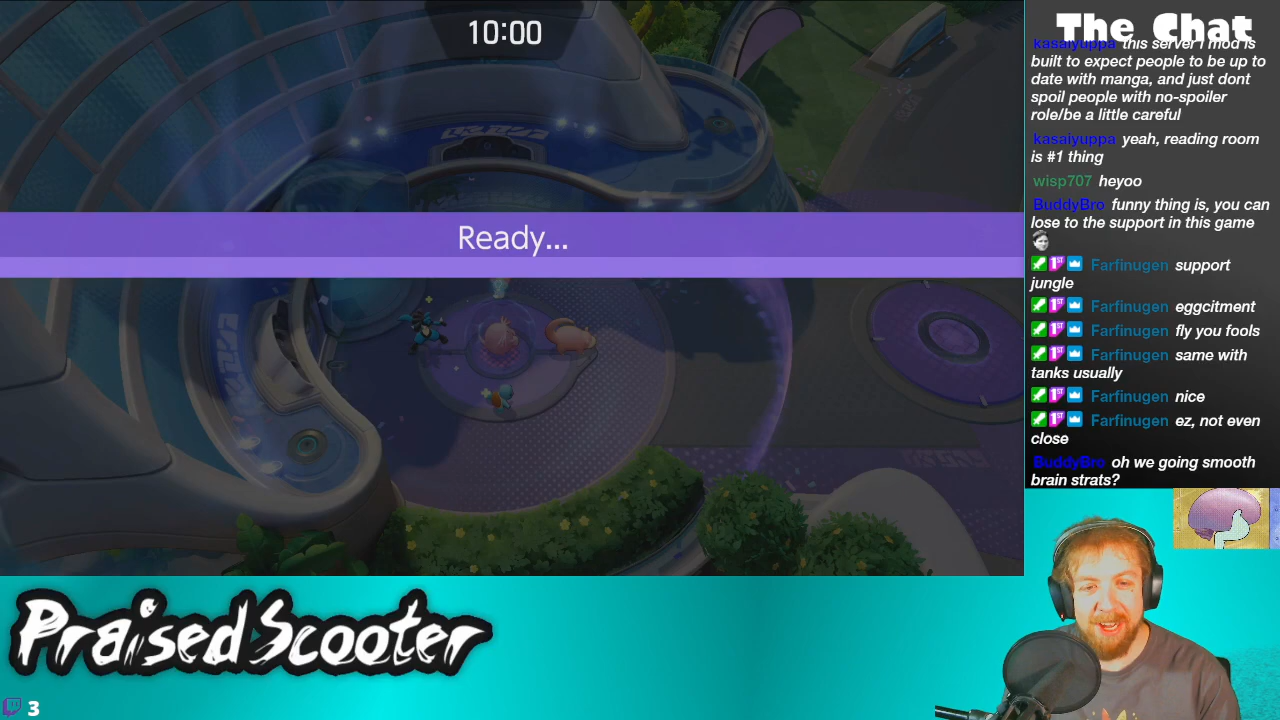 10:00
Ready...
The Chat
kasaiyuppa this server i mod is
built to expect people to be up to
date with manga, and just dont
spoil people with no-spoiler
role/be a little careful
kasaiyuppa yeah, reading room
is #1 thing
wisp707 heyoo
BuddyBro funny thing is, you can
lose to the support in this game
Farfinugen support
jungle
Farfinugen eggcitment
Farfinugen fly you fools
Farfinugen same with
tanks usually
Farfinugen nice
Farfinugen ez, not even
close
BuddyBro oh we going smooth
brain strats?
PraisedScooter
3